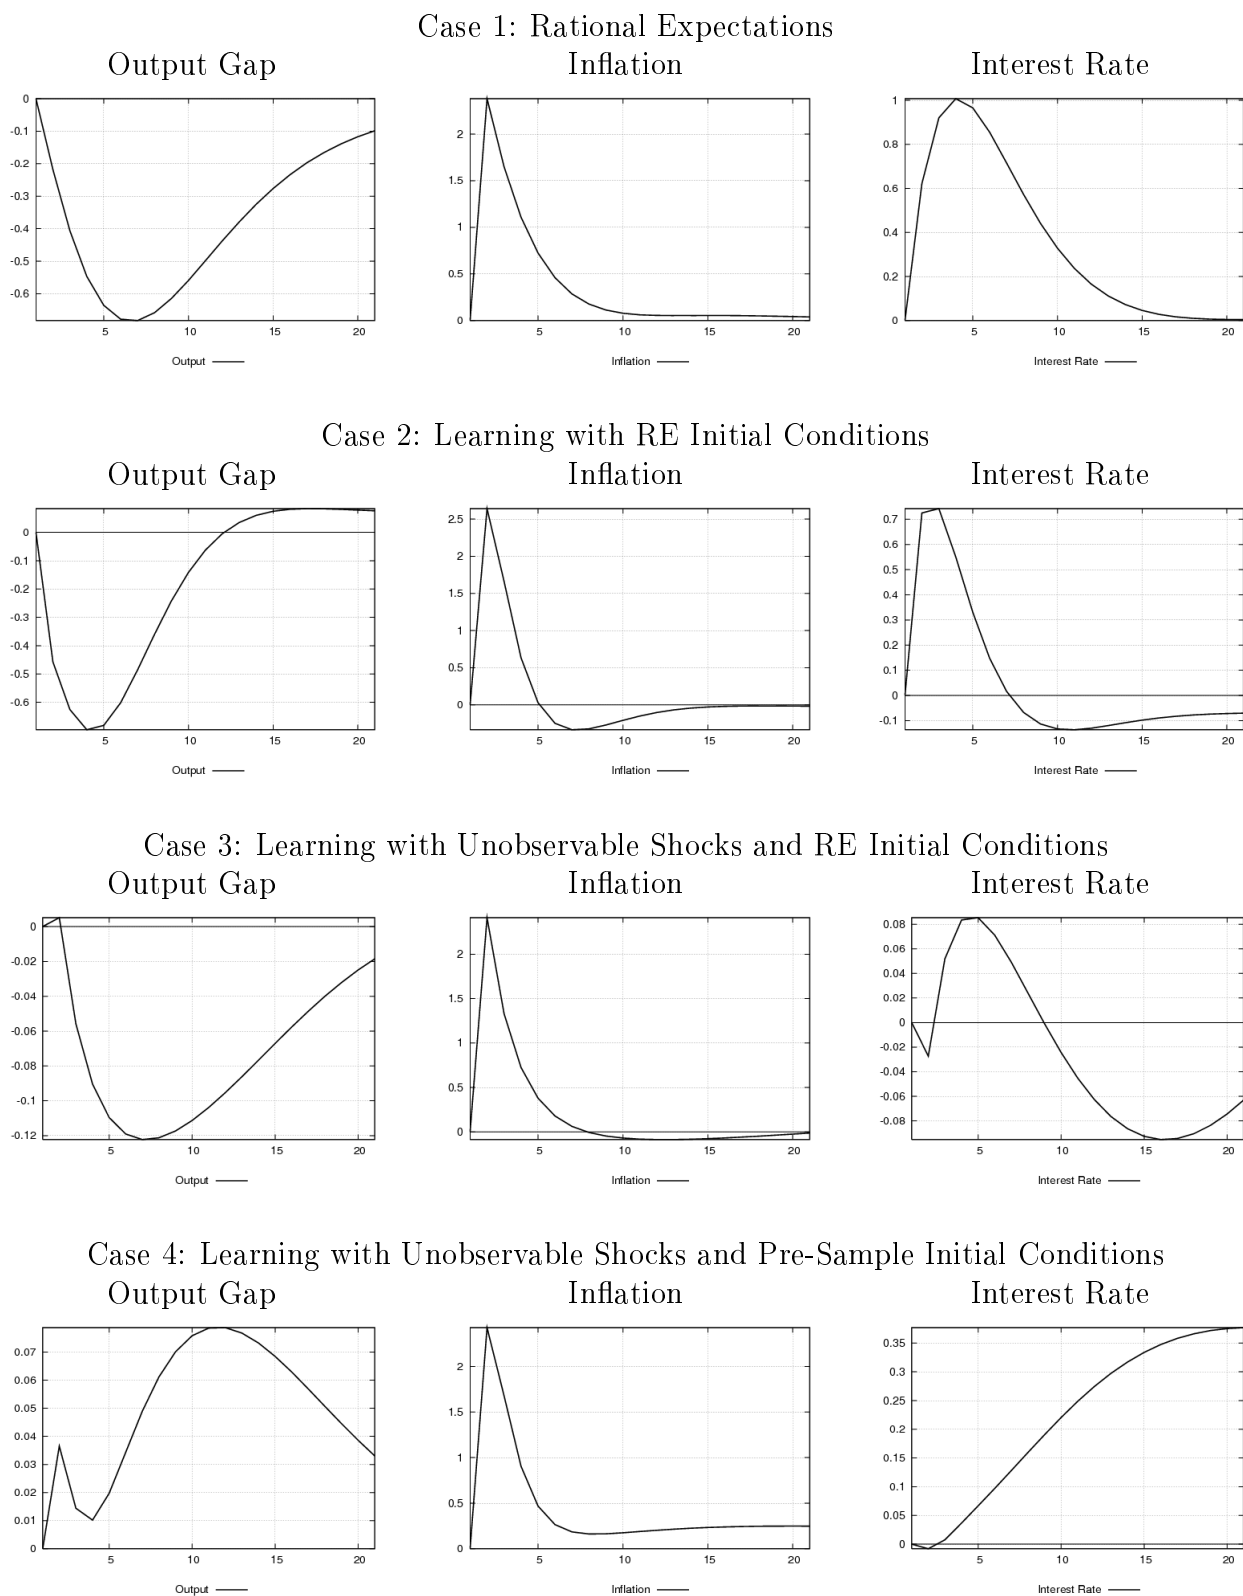 Case 1: Rational Expectations
Output Gap Inflation Interest Rate
0
-0.1
-0.2
-0.3
-0.4
-0.5
-0.6
5 10 15 20
Output
2
1.5
1
0.5
0
5 10 15 20
Inflation
1
0.8
0.6
0.4
0.2
0
5 10 15 20
Interest Rate
Case 2: Learning with RE Initial Conditions
Output Gap Inflation Interest Rate
0
-0.1
-0.2
-0.3
-0.4
-0.5
-0.6
5 10 15 20
Output
2.5
2
1.5
1
0.5
0
5 10 15 20
Inflation
0.7
0.6
0.5
0.4
0.3
0.2
0.1
0
-0.1
5 10 15 20
Interest Rate
Case 3: Learning with Unobservable Shocks and RE Initial Conditions
Output Gap Inflation Interest Rate
0
-0.02
-0.04
-0.06
-0.08
-0.1
-0.12
5 10 15 20
Output
2
1.5
1
0.5
0
5 10 15 20
Inflation
0.08
0.06
0.04
0.02
0
-0.02
-0.04
-0.06
-0.08
5 10 15 20
Interest Rate
Case 4: Learning with Unobservable Shocks and Pre-Sample Initial Conditions
Output Gap Inflation Interest Rate
0.07
0.06
0.05
0.04
0.03
0.02
0.01
0
5 10 15 20
Output
2
1.5
1
0.5
0
5 10 15 20
Inflation
0.35
0.3
0.25
0.2
0.15
0.1
0.05
0
5 10 15 20
Interest Rate